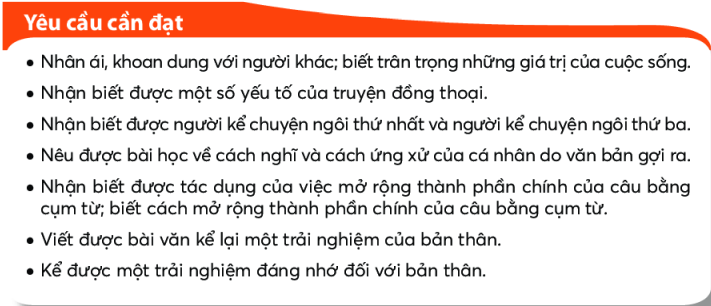 Yêu cầu cần đạt
• Nhân ái, khoan dung với người khác; biết trân trọng những giá trị của cuộc sống.
• Nhận biết được một số yếu tố của truyện đồng thoại.
• Nhận biết được người kể chuyện ngôi thứ nhất và người kể chuyện ngôi thứ ba.
• Nêu được bài học về cách nghĩ và cách ứng xử của cá nhân do văn bản gợi ra.
• Nhận biết được tác dụng của việc mở rộng thành phần chính của câu bằng
cụm từ; biết cách mở rộng thành phần chính của câu bằng cụm từ.
• Viết được bài văn kể lại một trải nghiệm của bản thân.
• Kể được một trải nghiệm đáng nhớ đối với bản thân.